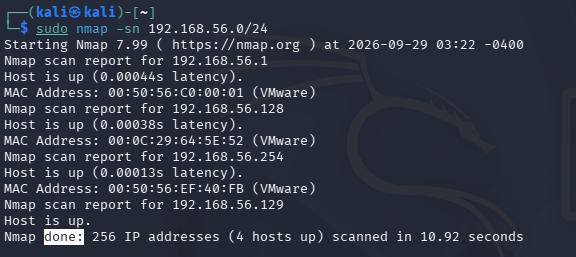 ┌──(kali㉿kali)-[~]
└─$ sudo nmap -sn 192.168.56.0/24
Starting Nmap 7.99 ( https://nmap.org ) at 2026-09-29 03:22 -0400
Nmap scan report for 192.168.56.1
Host is up (0.00044s latency).
MAC Address: 00:50:56:C0:00:01 (VMware)
Nmap scan report for 192.168.56.128
Host is up (0.00038s latency).
MAC Address: 00:0C:29:64:5E:52 (VMware)
Nmap scan report for 192.168.56.254
Host is up (0.00013s latency).
MAC Address: 00:50:56:EF:40:FB (VMware)
Nmap scan report for 192.168.56.129
Host is up.
Nmap done: 256 IP addresses (4 hosts up) scanned in 10.92 seconds